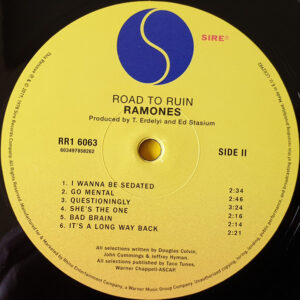 SIRE®
ROAD TO RUIN
RAMONES
Produced by T. Erdelyi and Ed Stasium
RR1 6063
603497858262
SIDE II
1. I WANNA BE SEDATED 2:34
2. GO MENTAL 2:46
3. QUESTIONINGLY 3:24
4. SHE'S THE ONE 2:16
5. BAD BRAIN 2:14
6. IT'S A LONG WAY BACK 2:21
All selections written by Douglas Colvin,
John Cummings & Jeffrey Hyman.
All selections published by Taco Tunes,
Warner Chappell-ASCAP.